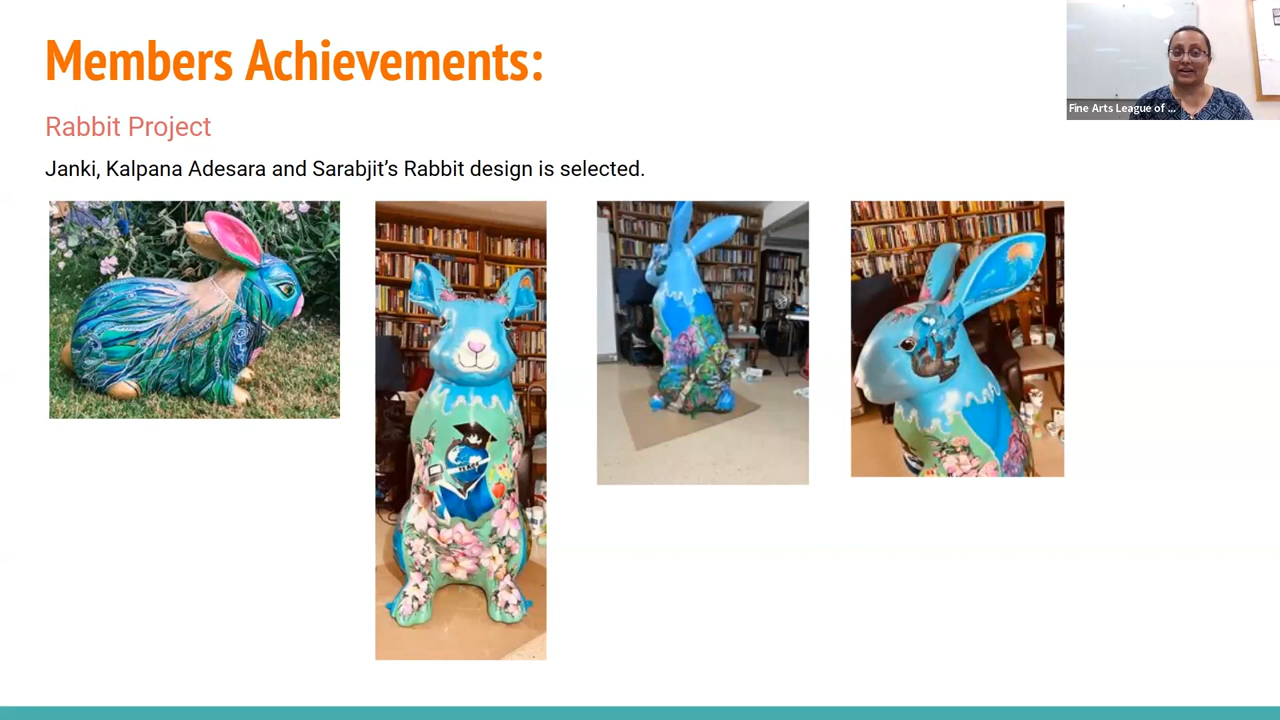 Members Achievements:
Rabbit Project
Janki, Kalpana Adesara and Sarabjit’s Rabbit design is selected.
Fine Arts League of ...